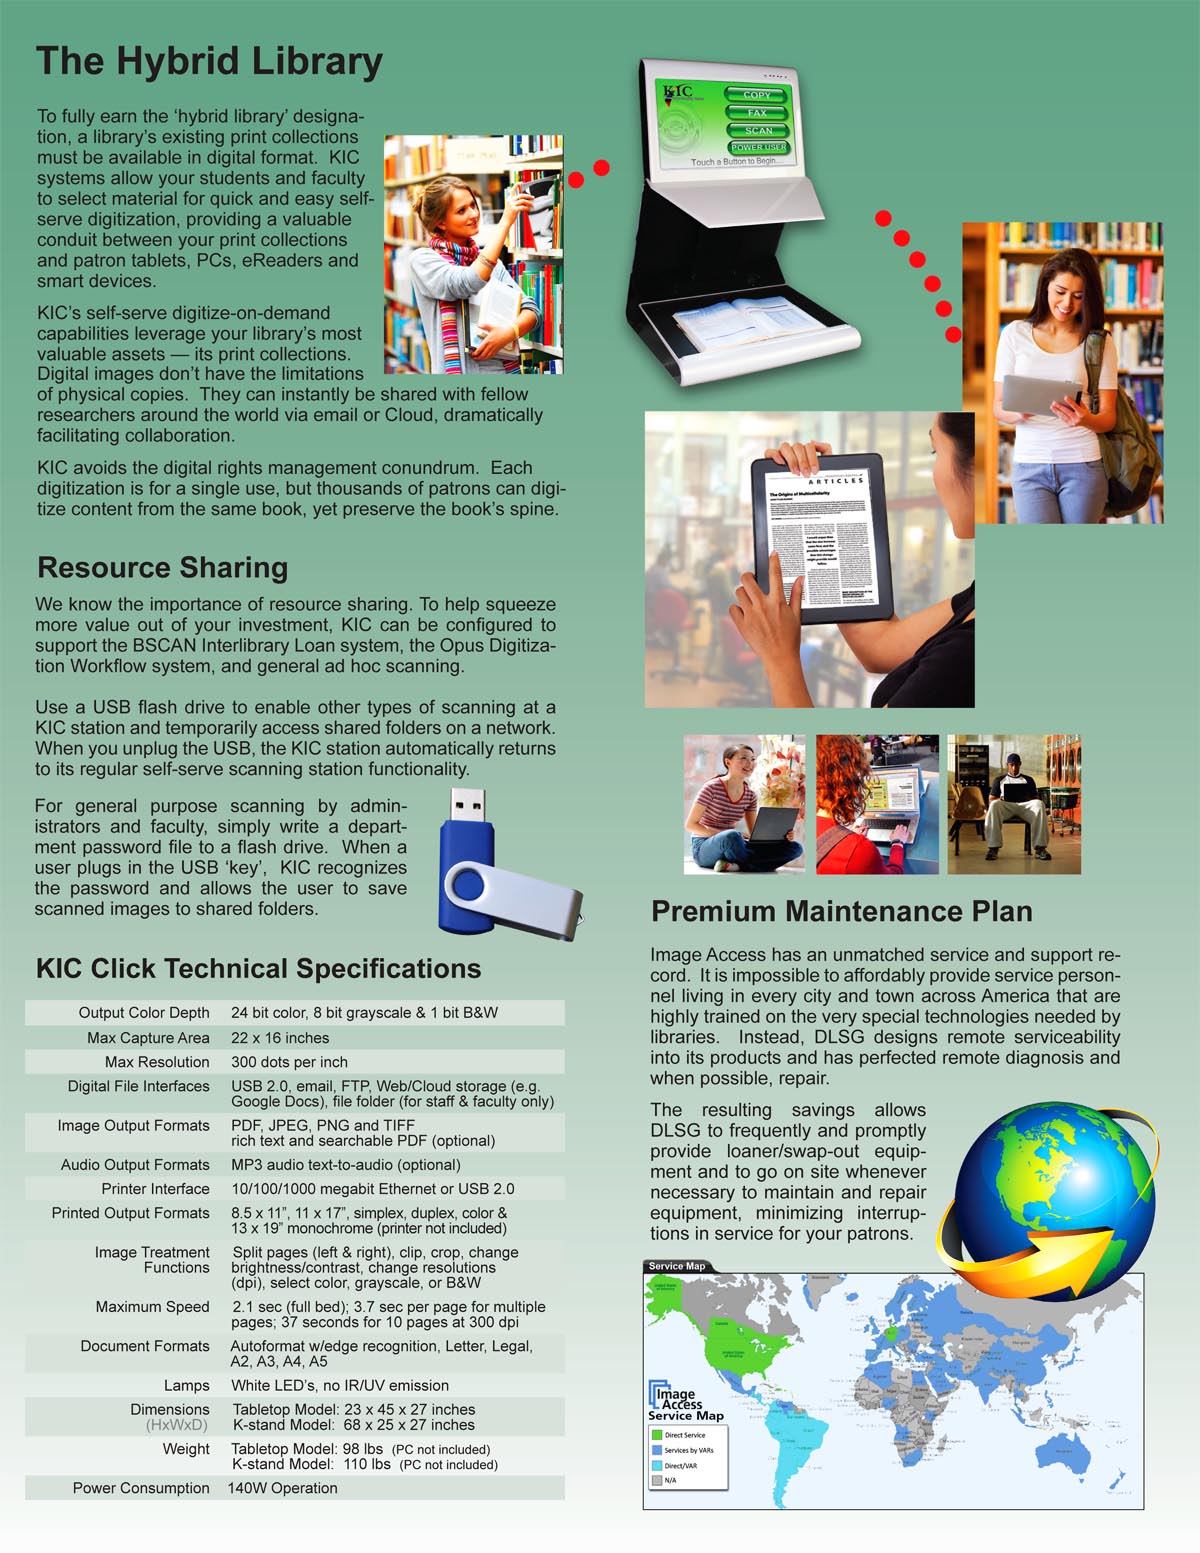 The Hybrid Library
To fully earn the ‘hybrid library’ designa-
tion, a library’s existing print collections
must be available in digital format.  KIC
systems allow your students and faculty
to select material for quick and easy self-
serve digitization, providing a valuable
conduit between your print collections
and patron tablets, PCs, eReaders and
smart devices.
KIC’s self-serve digitize-on-demand
capabilities leverage your library’s most
valuable assets — its print collections.
Digital images don’t have the limitations
of physical copies.  They can instantly be shared with fellow
researchers around the world via email or Cloud, dramatically
facilitating collaboration.
KIC avoids the digital rights management conundrum.  Each
digitization is for a single use, but thousands of patrons can digi-
tize content from the same book, yet preserve the book’s spine.
Resource Sharing
We know the importance of resource sharing. To help squeeze
more value out of your investment, KIC can be configured to
support the BSCAN Interlibrary Loan system, the Opus Digitiza-
tion Workflow system, and general ad hoc scanning.
Use a USB flash drive to enable other types of scanning at a
KIC station and temporarily access shared folders on a network.
When you unplug the USB, the KIC station automatically returns
to its regular self-serve scanning station functionality.
For general purpose scanning by admin-
istrators and faculty, simply write a depart-
ment password file to a flash drive.  When a
user plugs in the USB ‘key’,  KIC recognizes
the password and allows the user to save
scanned images to shared folders.
KIC Click Technical Specifications
Output Color Depth 24 bit color, 8 bit grayscale & 1 bit B&W
Max Capture Area 22 x 16 inches
Max Resolution 300 dots per inch
Digital File Interfaces USB 2.0, email, FTP, Web/Cloud storage (e.g.
Google Docs), file folder (for staff & faculty only)
Image Output Formats PDF, JPEG, PNG and TIFF
rich text and searchable PDF (optional)
Audio Output Formats MP3 audio text-to-audio (optional)
Printer Interface 10/100/1000 megabit Ethernet or USB 2.0
Printed Output Formats 8.5 x 11”, 11 x 17”, simplex, duplex, color &
13 x 19” monochrome (printer not included)
Image Treatment Split pages (left & right), clip, crop, change
Functions brightness/contrast, change resolutions
(dpi), select color, grayscale, or B&W
Maximum Speed 2.1 sec (full bed); 3.7 sec per page for multiple
pages; 37 seconds for 10 pages at 300 dpi
Document Formats Autoformat w/edge recognition, Letter, Legal,
A2, A3, A4, A5
Lamps White LED’s, no IR/UV emission
Dimensions Tabletop Model: 23 x 45 x 27 inches
(HxWxD) K-stand Model:  68 x 25 x 27 inches
Weight Tabletop Model: 98 lbs  (PC not included)
K-stand Model:  110 lbs  (PC not included)
Power Consumption 140W Operation
KIC
COPY
FAX
SCAN
POWER USER
Touch a Button to Begin...
ARTICLES
The Origins of Multicellularity
Premium Maintenance Plan
Image Access has an unmatched service and support re-
cord.  It is impossible to affordably provide service person-
nel living in every city and town across America that are
highly trained on the very special technologies needed by
libraries.  Instead, DLSG designs remote serviceability
into its products and has perfected remote diagnosis and
when possible, repair.
The resulting savings allows
DLSG to frequently and promptly
provide loaner/swap-out equip-
ment and to go on site whenever
necessary to maintain and repair
equipment, minimizing interrup-
tions in service for your patrons.
Service Map
United States
of America
Canada
United States
of America
Image
Access
Service Map
Direct Service
Services by VARs
Direct/VAR
N/A